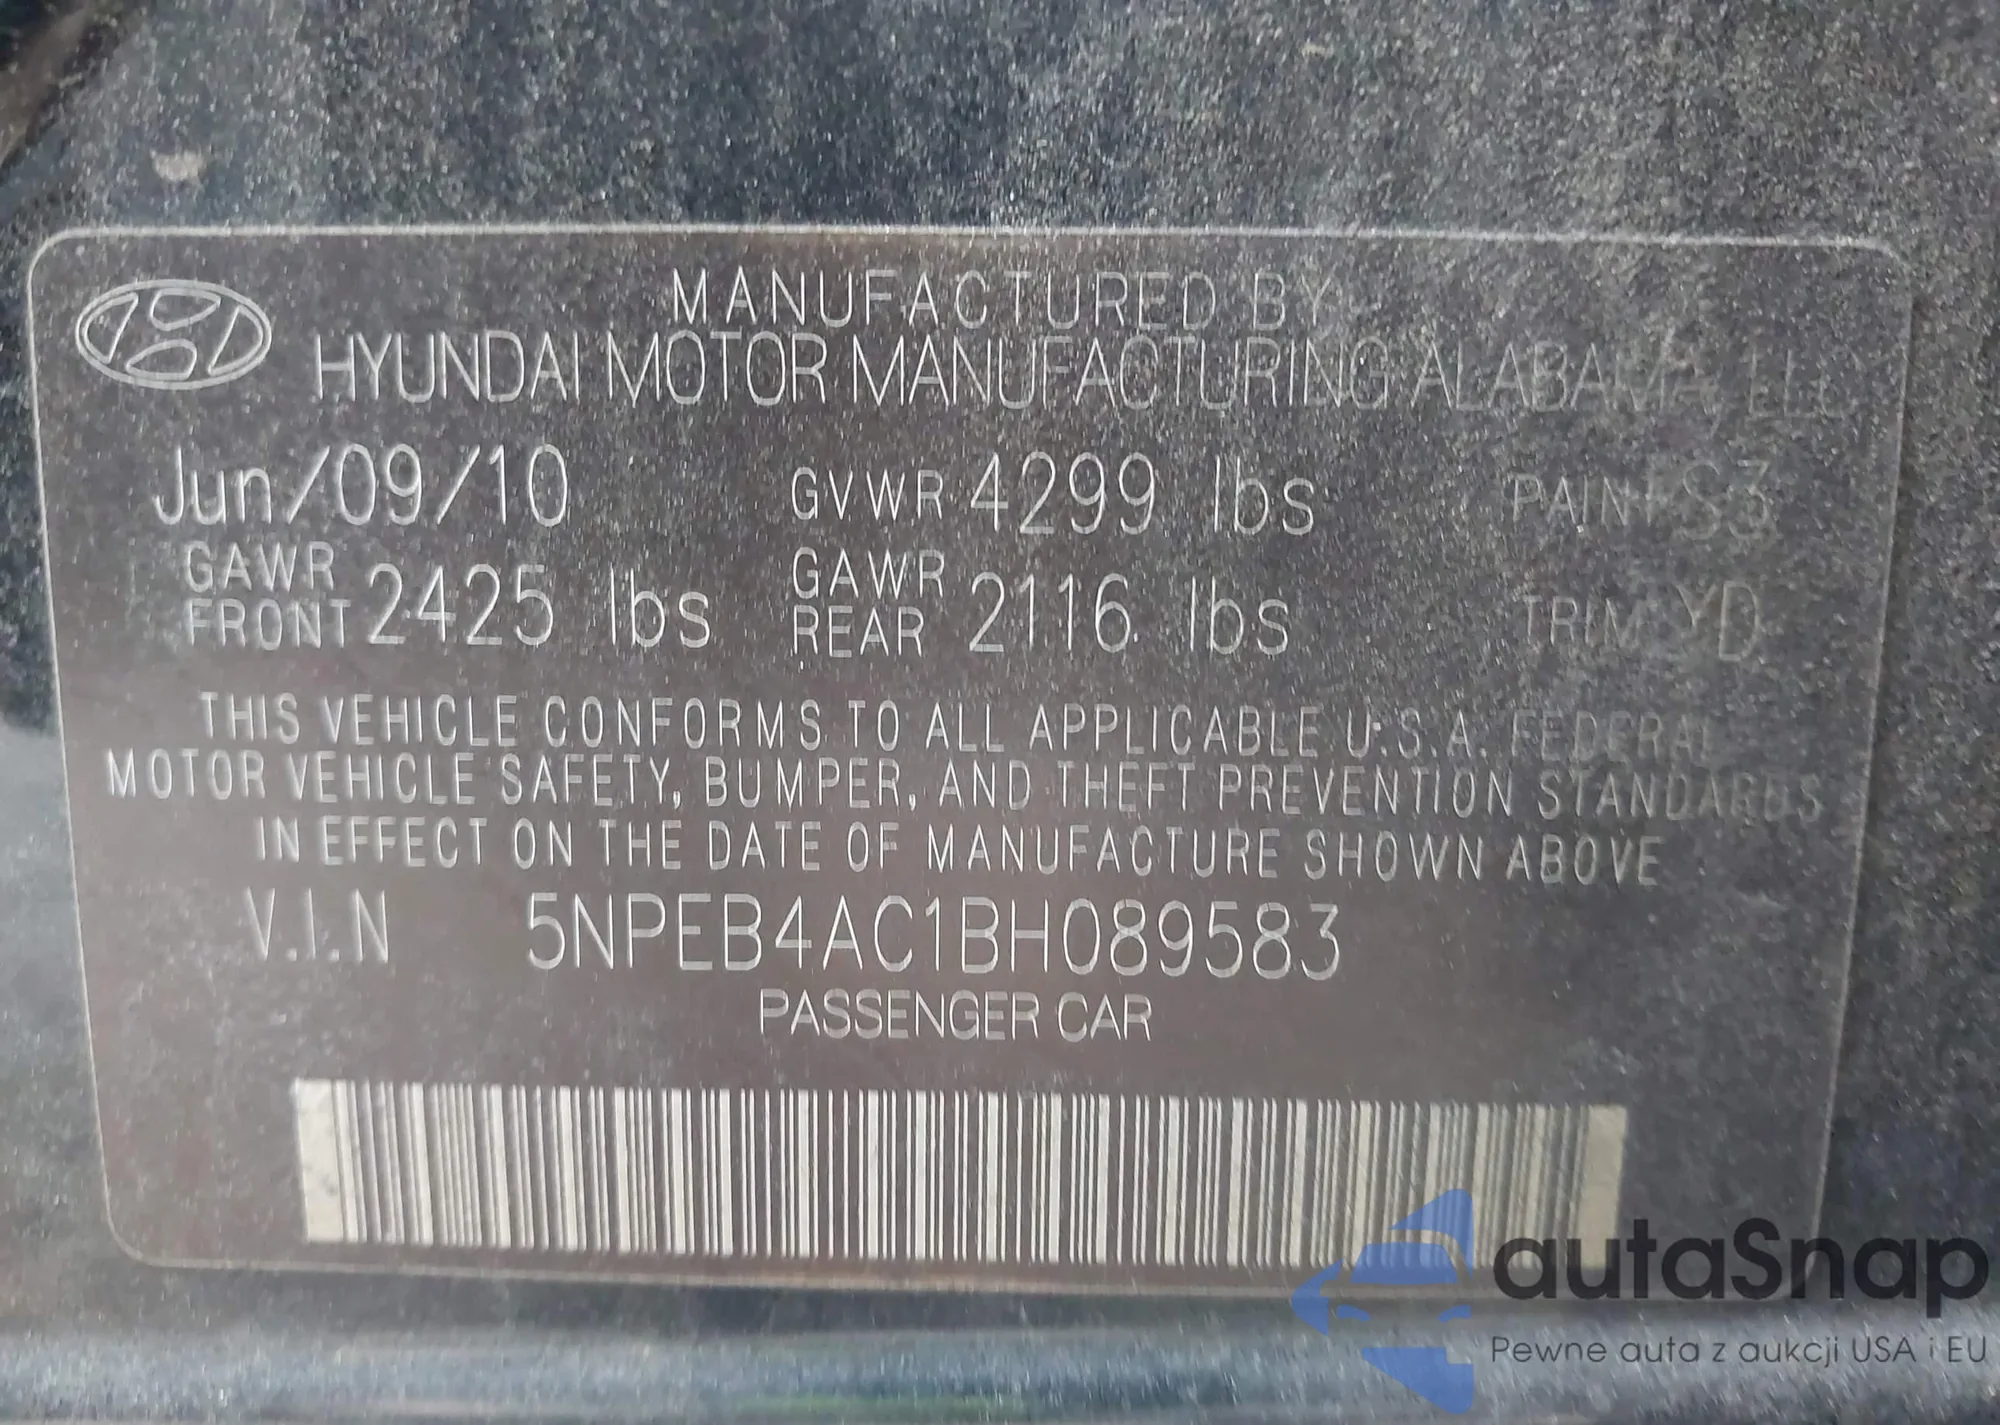 MANUFACTURED BY
HYUNDAI MOTOR MANUFACTURING ALABAMA, LLC
Jun/09/10 GVWR 4299 lbs PAINT S3
GAWR FRONT 2425 lbs GAWR REAR 2116 lbs TRIM YD
THIS VEHICLE CONFORMS TO ALL APPLICABLE U.S.A. FEDERAL
MOTOR VEHICLE SAFETY, BUMPER, AND THEFT PREVENTION STANDARDS
IN EFFECT ON THE DATE OF MANUFACTURE SHOWN ABOVE
V.I.N 5NPEB4AC1BH089583
PASSENGER CAR
autaSnap
Pewne auta z aukcji USA i EU